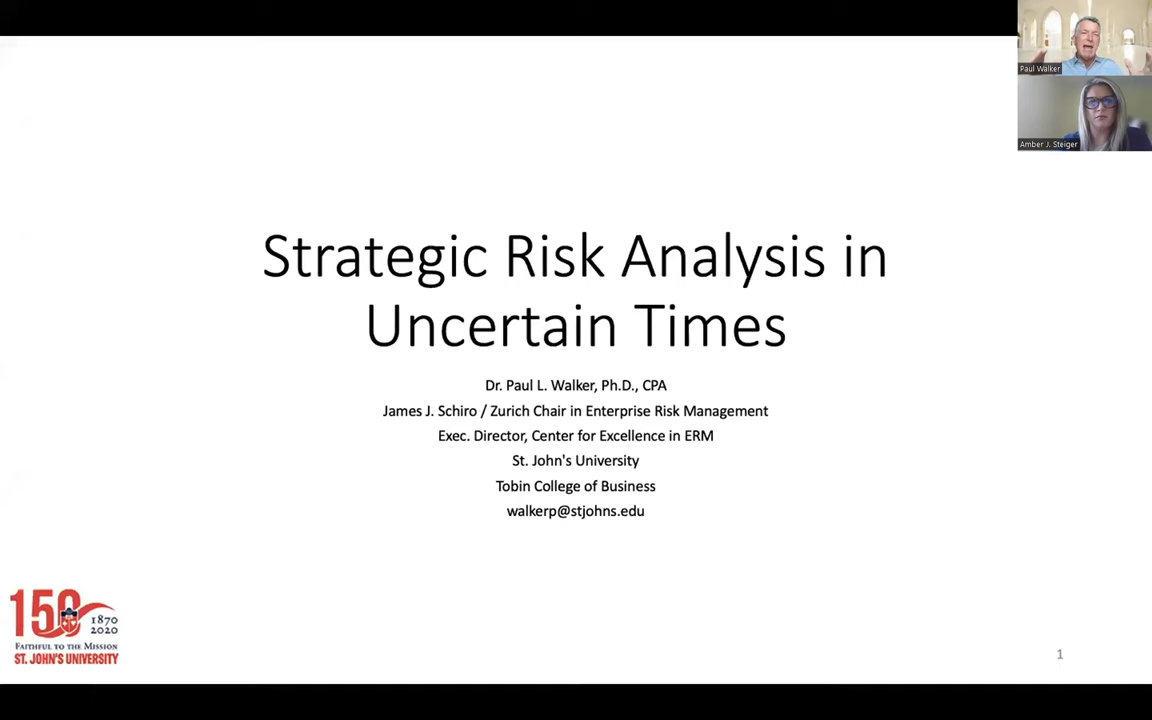 Paul Walker
Amber J. Steiger
Strategic Risk Analysis in
Uncertain Times
Dr. Paul L. Walker, Ph.D., CPA
James J. Schiro / Zurich Chair in Enterprise Risk Management
Exec. Director, Center for Excellence in ERM
St. John's University
Tobin College of Business
walkerp@stjohns.edu
150
1870
2020
FAITHFUL TO THE MISSION
ST. JOHN'S UNIVERSITY
1